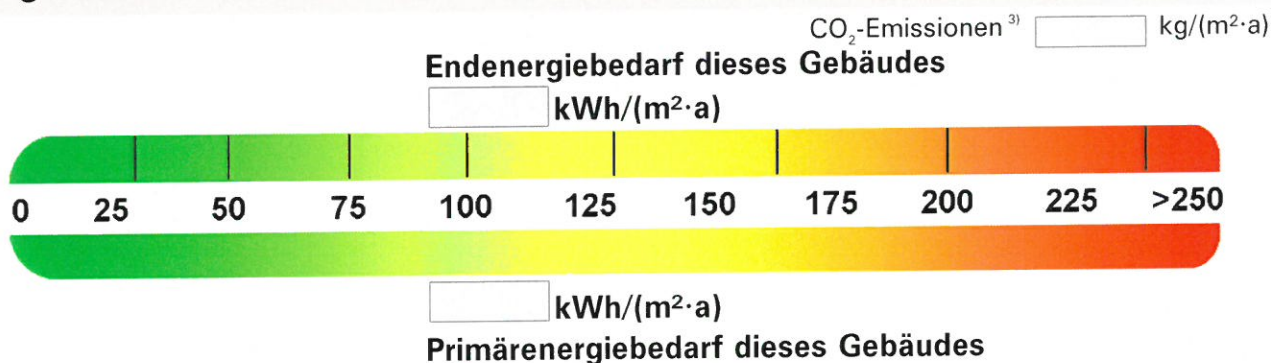 CO₂-Emissionen ³⁾ kg/(m²·a)
Endenergiebedarf dieses Gebäudes
kWh/(m²·a)
0 25 50 75 100 125 150 175 200 225 >250
kWh/(m²·a)
Primärenergiebedarf dieses Gebäudes